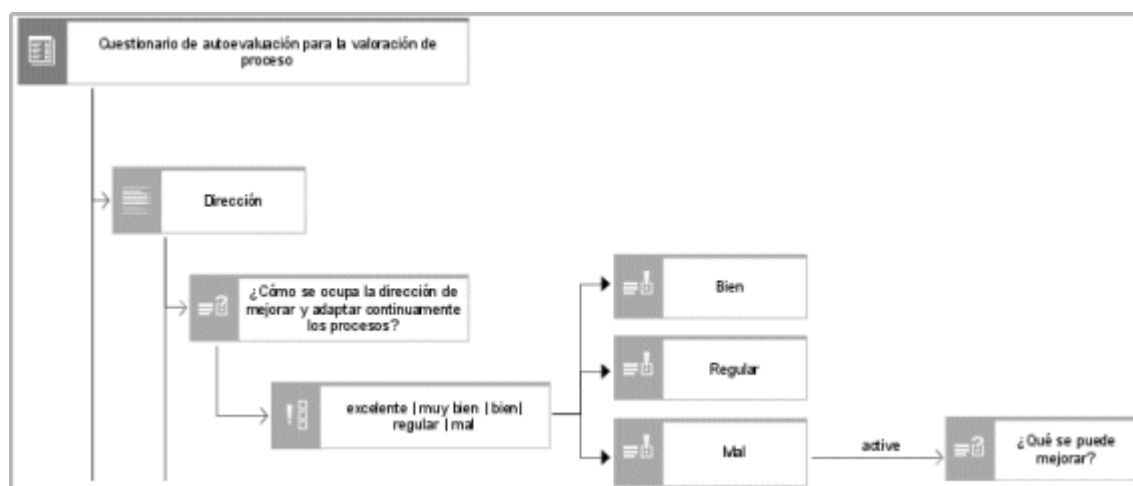 Cuestionario de autoevaluación para la valoración de
proceso
Dirección
¿Cómo se ocupa la dirección de
mejorar y adaptar continuamente
los procesos?
excelente | muy bien | bien|
regular | mal
Bien
Regular
Mal
active
¿Qué se puede
mejorar?